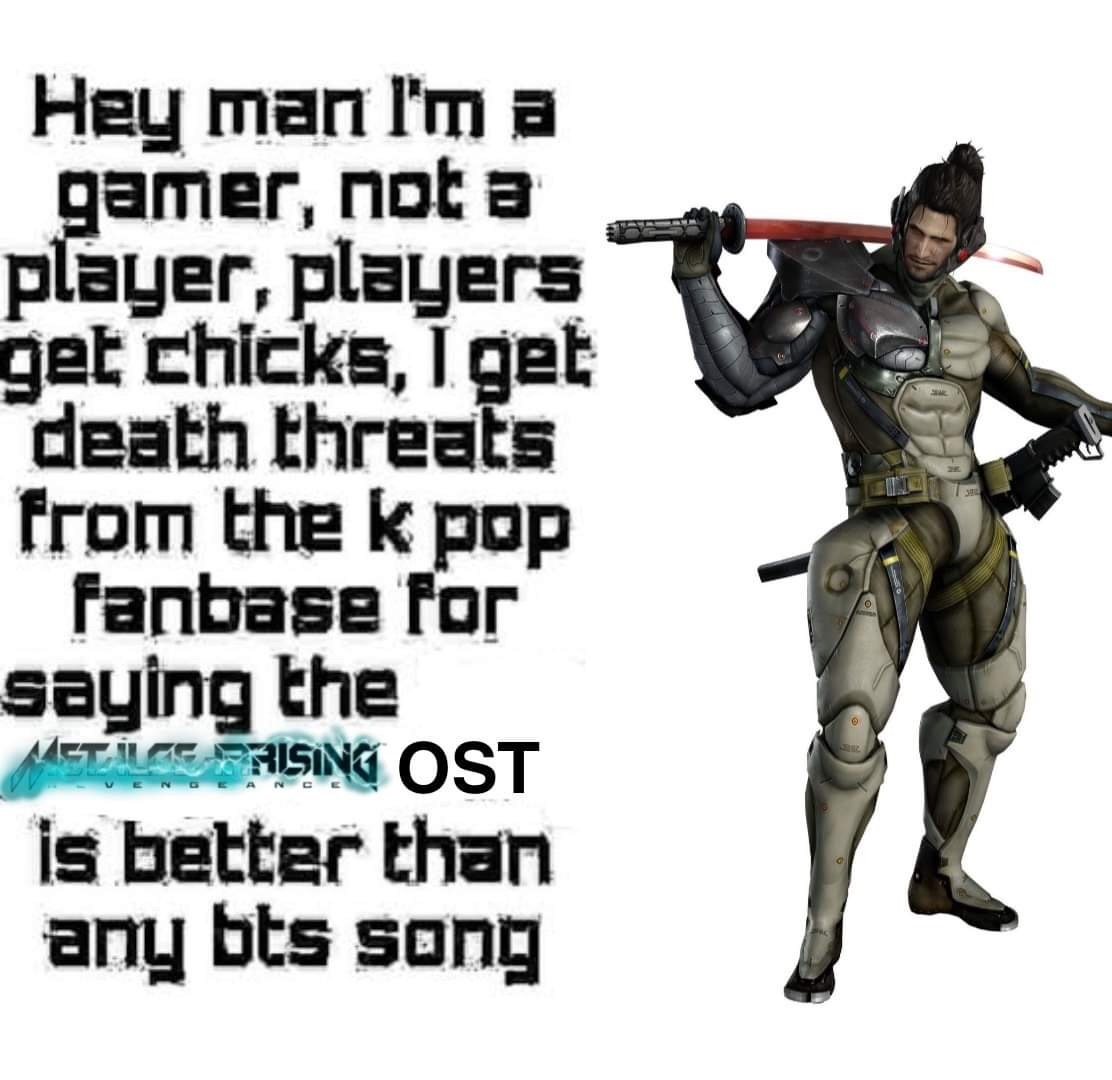 Hey man I'm a
gamer, not a
player, players
get chicks, I get
death threats
from the k pop
fanbase for
saying the
METAL GEAR RISING OST
REVENGEANCE
is better than
any bts song